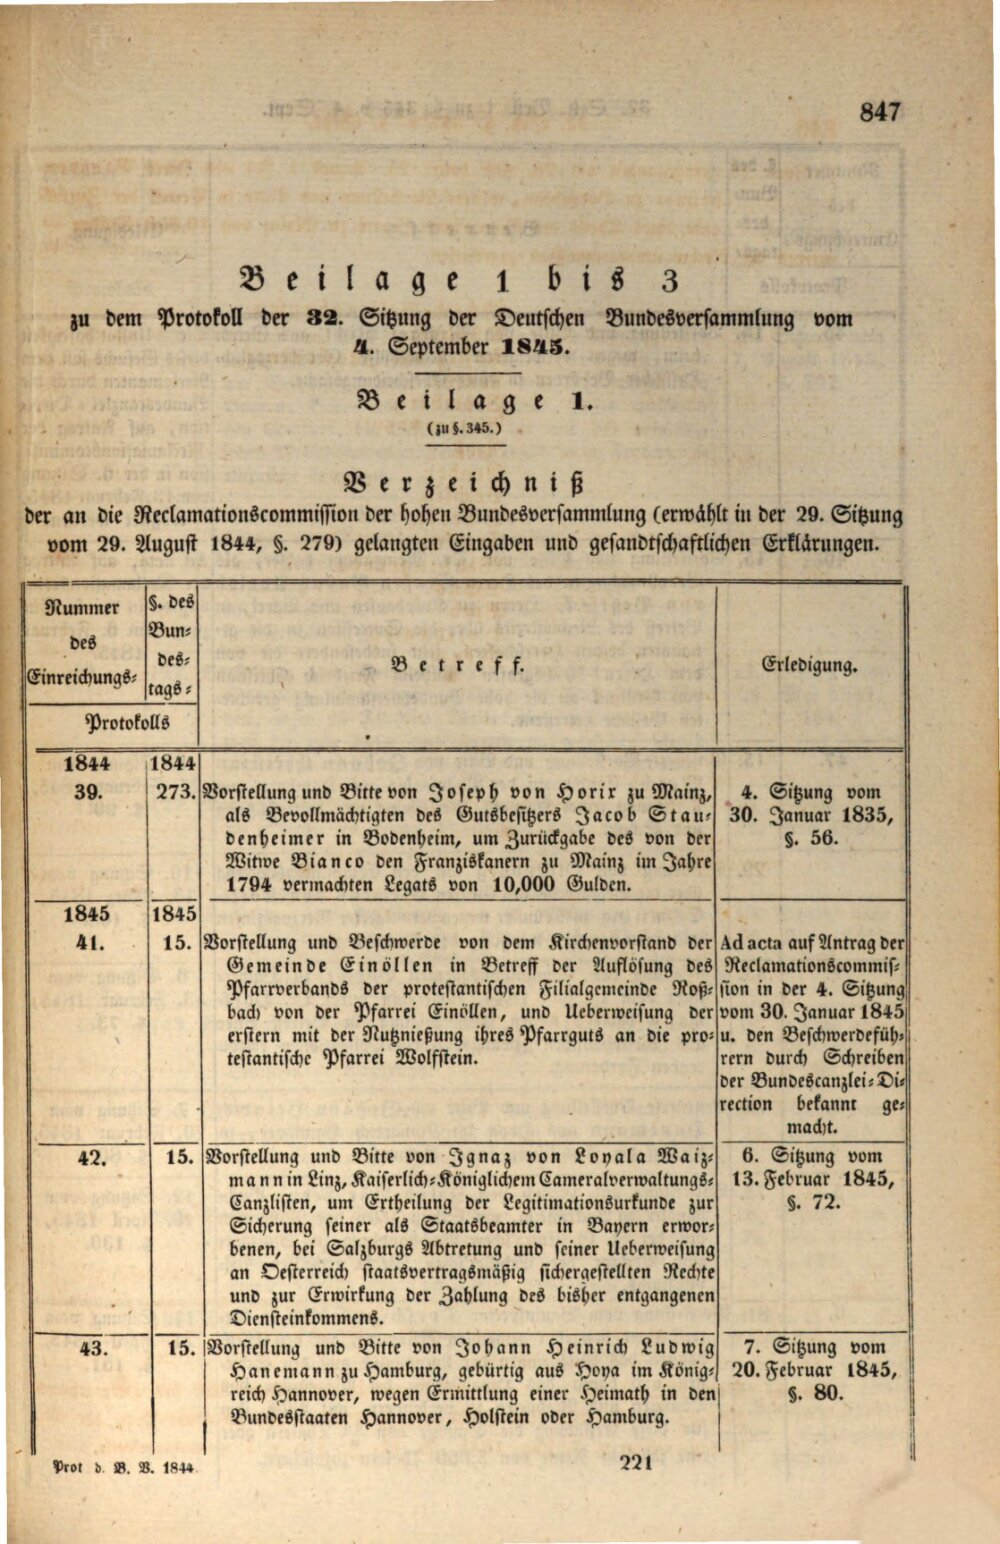 847
Beilage 1 bis 3
zu dem Protokoll der 32. Sitzung der Deutschen Bundesversammlung vom
4. September 1845.
Beilage 1.
(zu §. 345.)
Verzeichniß
der an die Reclamationscommission der hohen Bundesversammlung (erwählt in der 29. Sitzung
vom 29. August 1844, §. 279) gelangten Eingaben und gesandtschaftlichen Erklärungen.
Nummer
des
Einreichungs-
§. des
Bun-
des-
tags-
Protokolls
Betreff.
Erledigung.
1844
1844
39.
273.
Vorstellung und Bitte von Joseph von Horix zu Mainz,
als Bevollmächtigten des Gutsbesitzers Jacob Stau-
denheimer in Bodenheim, um Zurückgabe des von der
Witwe Bianco den Franziskanern zu Mainz im Jahre
1794 vermachten Legats von 10,000 Gulden.
4. Sitzung vom
30. Januar 1835,
§. 56.
1845
1845
41.
15.
Vorstellung und Beschwerde von dem Kirchenvorstand der
Gemeinde Einöllen in Betreff der Auflösung des
Pfarrverbands der protestantischen Filialgemeinde Roß-
bach von der Pfarrei Einöllen, und Ueberweisung der
erstern mit der Nutznießung ihres Pfarrguts an die pro-
testantische Pfarrei Wolfstein.
Ad acta auf Antrag der
Reclamationscommis-
sion in der 4. Sitzung
vom 30. Januar 1845
u. den Beschwerdefüh-
rern durch Schreiben
der Bundescanzlei-Di-
rection bekannt ge-
macht.
42.
15.
Vorstellung und Bitte von Ignaz von Loyala Waiz-
mann in Linz, Kaiserlich-Königlichem Cameralverwaltungs-
Canzlisten, um Ertheilung der Legitimationsurkunde zur
Sicherung seiner als Staatsbeamter in Bayern erwor-
benen, bei Salzburgs Abtretung und seiner Ueberweisung
an Oesterreich staatsvertragsmäßig sichergestellten Rechte
und zur Erwirkung der Zahlung des bisher entgangenen
Diensteinkommens.
6. Sitzung vom
13. Februar 1845,
§. 72.
43.
15.
Vorstellung und Bitte von Johann Heinrich Ludwig
Hanemann zu Hamburg, gebürtig aus Hoya im König-
reich Hannover, wegen Ermittlung einer Heimath in den
Bundesstaaten Hannover, Holstein oder Hamburg.
7. Sitzung vom
20. Februar 1845,
§. 80.
Prot d. B. V. 1844.
221